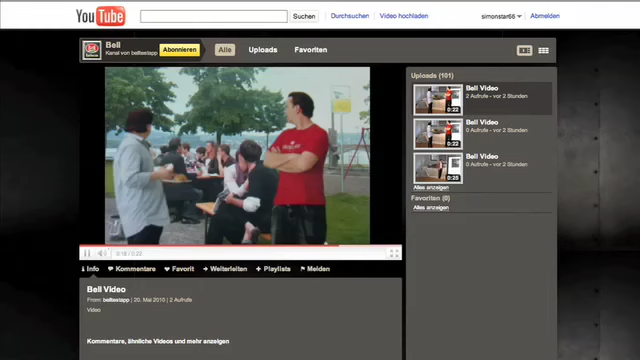 YouTube
Suchen
Durchsuchen
Video hochladen
simonstar66
Abmelden
Bell
Kanal von belltestapp
Abonnieren
Alle
Uploads
Favoriten
Uploads (101)
Bell Video
2 Aufrufe - vor 2 Stunden
0:22
Bell Video
0 Aufrufe - vor 2 Stunden
0:22
Bell Video
0 Aufrufe - vor 2 Stunden
0:25
Alles anzeigen
Favoriten (0)
Alles anzeigen
0:18 / 0:22
Info
Kommentare
Favorit
Weiterleiten
Playlists
Melden
Bell Video
From: belltestapp | 20. Mai 2010 | 2 Aufrufe
Video
Kommentare, ähnliche Videos und mehr anzeigen